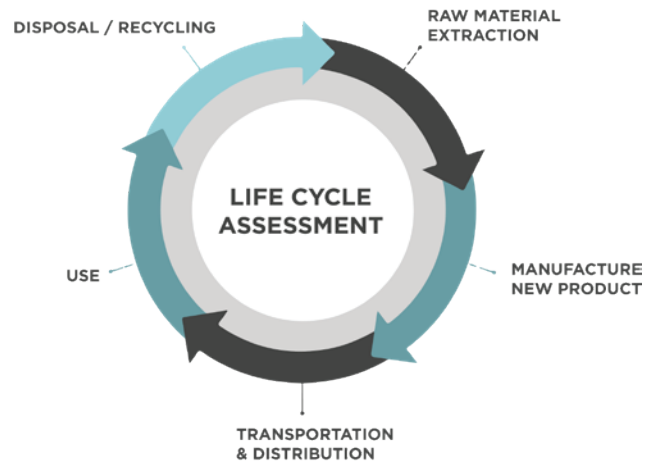 DISPOSAL / RECYCLING
RAW MATERIAL
EXTRACTION
LIFE CYCLE
ASSESSMENT
USE
MANUFACTURE
NEW PRODUCT
TRANSPORTATION
& DISTRIBUTION